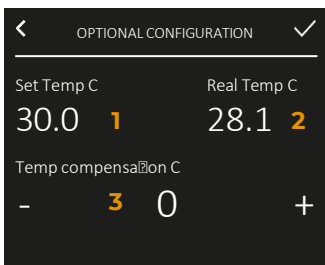 OPTIONAL CONFIGURATION
Set Temp C Real Temp C
30.0 1 28.1 2
Temp compensa⍰on C
- 3 0 +